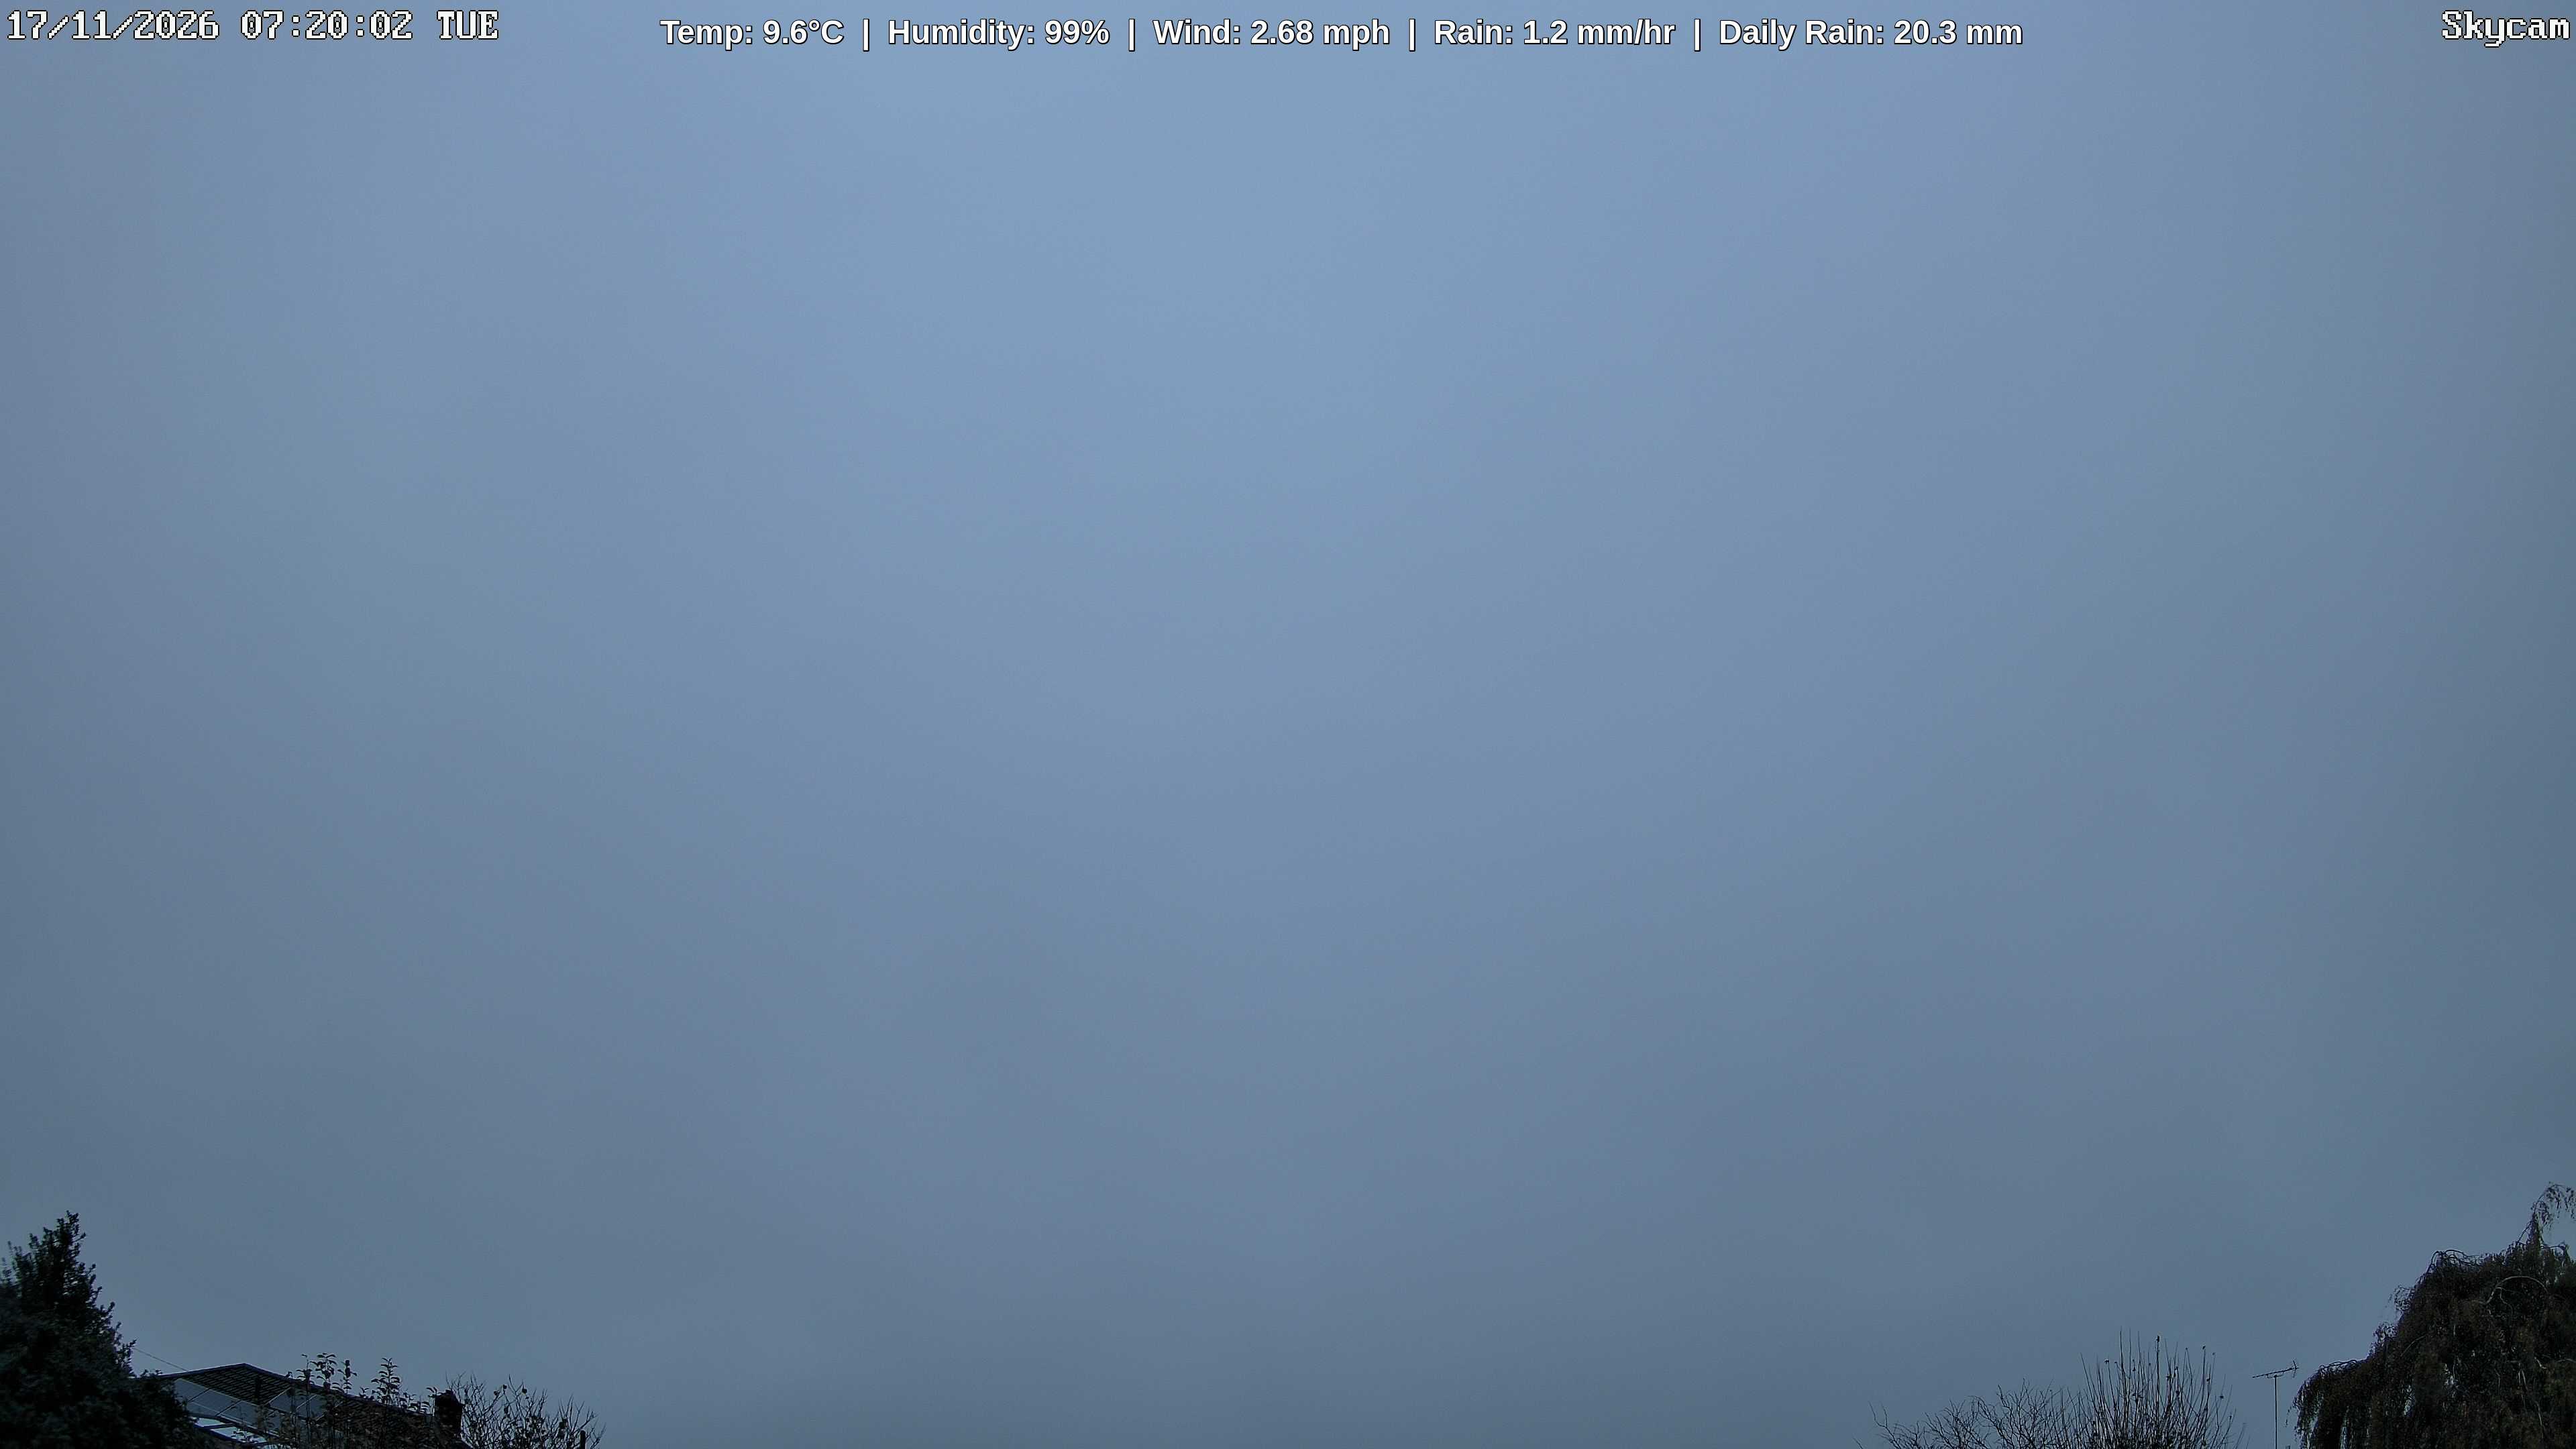 17/11/2026 07:20:02 TUE
Temp: 9.6°C | Humidity: 99% | Wind: 2.68 mph | Rain: 1.2 mm/hr | Daily Rain: 20.3 mm
Skycam